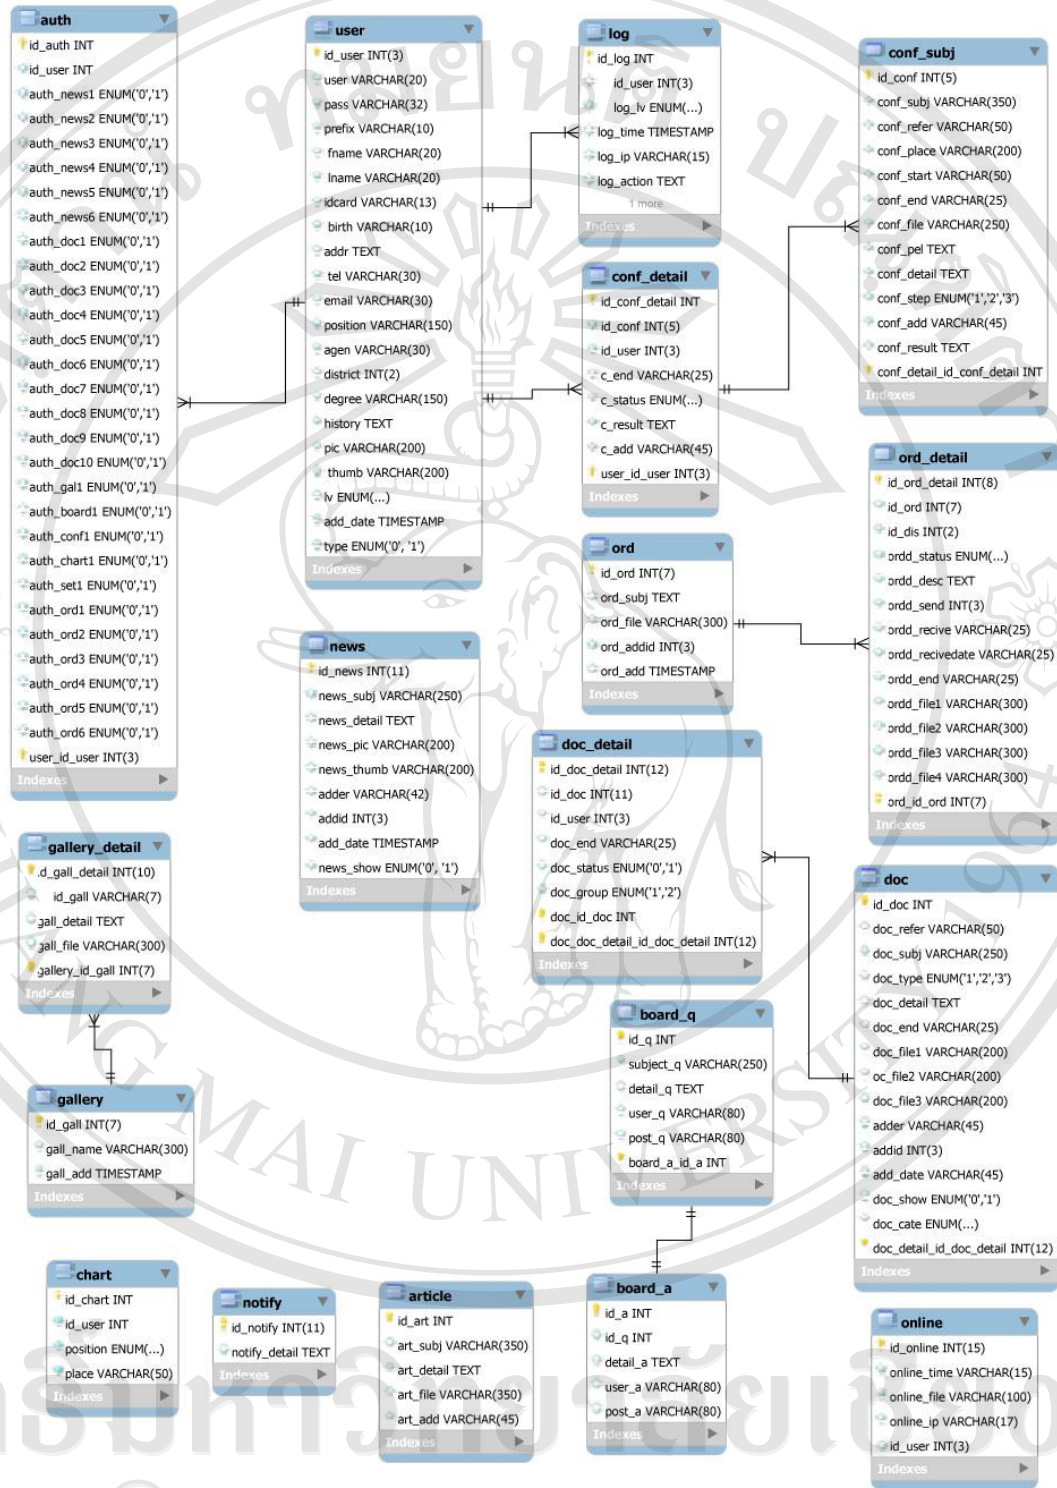 auth
id_auth INT
id_user INT
auth_news1 ENUM('0','1')
auth_news2 ENUM('0','1')
auth_news3 ENUM('0','1')
auth_news4 ENUM('0','1')
auth_news5 ENUM('0','1')
auth_news6 ENUM('0','1')
auth_doc1 ENUM('0','1')
auth_doc2 ENUM('0','1')
auth_doc3 ENUM('0','1')
auth_doc4 ENUM('0','1')
auth_doc5 ENUM('0','1')
auth_doc6 ENUM('0','1')
auth_doc7 ENUM('0','1')
auth_doc8 ENUM('0','1')
auth_doc9 ENUM('0','1')
auth_doc10 ENUM('0','1')
auth_gal1 ENUM('0','1')
auth_board1 ENUM('0','1')
auth_conf1 ENUM('0','1')
auth_chart1 ENUM('0','1')
auth_set1 ENUM('0','1')
auth_ord1 ENUM('0','1')
auth_ord2 ENUM('0','1')
auth_ord3 ENUM('0','1')
auth_ord4 ENUM('0','1')
auth_ord5 ENUM('0','1')
auth_ord6 ENUM('0','1')
user_id_user INT(3)
Indexes
user
id_user INT(3)
user VARCHAR(20)
pass VARCHAR(32)
prefix VARCHAR(10)
fname VARCHAR(20)
lname VARCHAR(20)
idcard VARCHAR(13)
birth VARCHAR(10)
addr TEXT
tel VARCHAR(30)
email VARCHAR(30)
position VARCHAR(150)
agen VARCHAR(30)
district INT(2)
degree VARCHAR(150)
history TEXT
pic VARCHAR(200)
thumb VARCHAR(200)
lv ENUM(...)
add_date TIMESTAMP
type ENUM('0', '1')
Indexes
log
id_log INT
id_user INT(3)
log_lv ENUM(...)
log_time TIMESTAMP
log_ip VARCHAR(15)
log_action TEXT
1 more
Indexes
conf_subj
id_conf INT(5)
conf_subj VARCHAR(350)
conf_refer VARCHAR(50)
conf_place VARCHAR(200)
conf_start VARCHAR(50)
conf_end VARCHAR(25)
conf_file VARCHAR(250)
conf_pel TEXT
conf_detail TEXT
conf_step ENUM('1','2','3')
conf_add VARCHAR(45)
conf_result TEXT
conf_detail_id_conf_detail INT
Indexes
conf_detail
id_conf_detail INT
id_conf INT(5)
id_user INT(3)
c_end VARCHAR(25)
c_status ENUM(...)
c_result TEXT
c_add VARCHAR(45)
user_id_user INT(3)
Indexes
ord_detail
id_ord_detail INT(8)
id_ord INT(7)
id_dis INT(2)
ordd_status ENUM(...)
ordd_desc TEXT
ordd_send INT(3)
ordd_recive VARCHAR(25)
ordd_recivedate VARCHAR(25)
ordd_end VARCHAR(25)
ordd_file1 VARCHAR(300)
ordd_file2 VARCHAR(300)
ordd_file3 VARCHAR(300)
ordd_file4 VARCHAR(300)
ord_id_ord INT(7)
Indexes
ord
id_ord INT(7)
ord_subj TEXT
ord_file VARCHAR(300)
ord_addid INT(3)
ord_add TIMESTAMP
Indexes
news
id_news INT(11)
news_subj VARCHAR(250)
news_detail TEXT
news_pic VARCHAR(200)
news_thumb VARCHAR(200)
adder VARCHAR(42)
addid INT(3)
add_date TIMESTAMP
news_show ENUM('0', '1')
Indexes
doc_detail
id_doc_detail INT(12)
id_doc INT(11)
id_user INT(3)
doc_end VARCHAR(25)
doc_status ENUM('0','1')
doc_group ENUM('1','2')
doc_id_doc INT
doc_doc_detail_id_doc_detail INT(12)
Indexes
gallery_detail
.d_gall_detail INT(10)
id_gall VARCHAR(7)
gall_detail TEXT
gall_file VARCHAR(300)
gallery_id_gall INT(7)
Indexes
doc
id_doc INT
doc_refer VARCHAR(50)
doc_subj VARCHAR(250)
doc_type ENUM('1','2','3')
doc_detail TEXT
doc_end VARCHAR(25)
doc_file1 VARCHAR(200)
oc_file2 VARCHAR(200)
doc_file3 VARCHAR(200)
adder VARCHAR(45)
addid INT(3)
add_date VARCHAR(45)
doc_show ENUM('0','1')
doc_cate ENUM(...)
doc_detail_id_doc_detail INT(12)
Indexes
board_q
id_q INT
subject_q VARCHAR(250)
detail_q TEXT
user_q VARCHAR(80)
post_q VARCHAR(80)
board_a_id_a INT
Indexes
gallery
id_gall INT(7)
gall_name VARCHAR(300)
gall_add TIMESTAMP
Indexes
chart
id_chart INT
id_user INT
position ENUM(...)
place VARCHAR(50)
Indexes
notify
id_notify INT(11)
notify_detail TEXT
Indexes
article
id_art INT
art_subj VARCHAR(350)
art_detail TEXT
art_file VARCHAR(350)
art_add VARCHAR(45)
Indexes
board_a
id_a INT
id_q INT
detail_a TEXT
user_a VARCHAR(80)
post_a VARCHAR(80)
Indexes
online
id_online INT(15)
online_time VARCHAR(15)
online_file VARCHAR(100)
online_ip VARCHAR(17)
id_user INT(3)
Indexes
MAI UNIVERSITY 1964